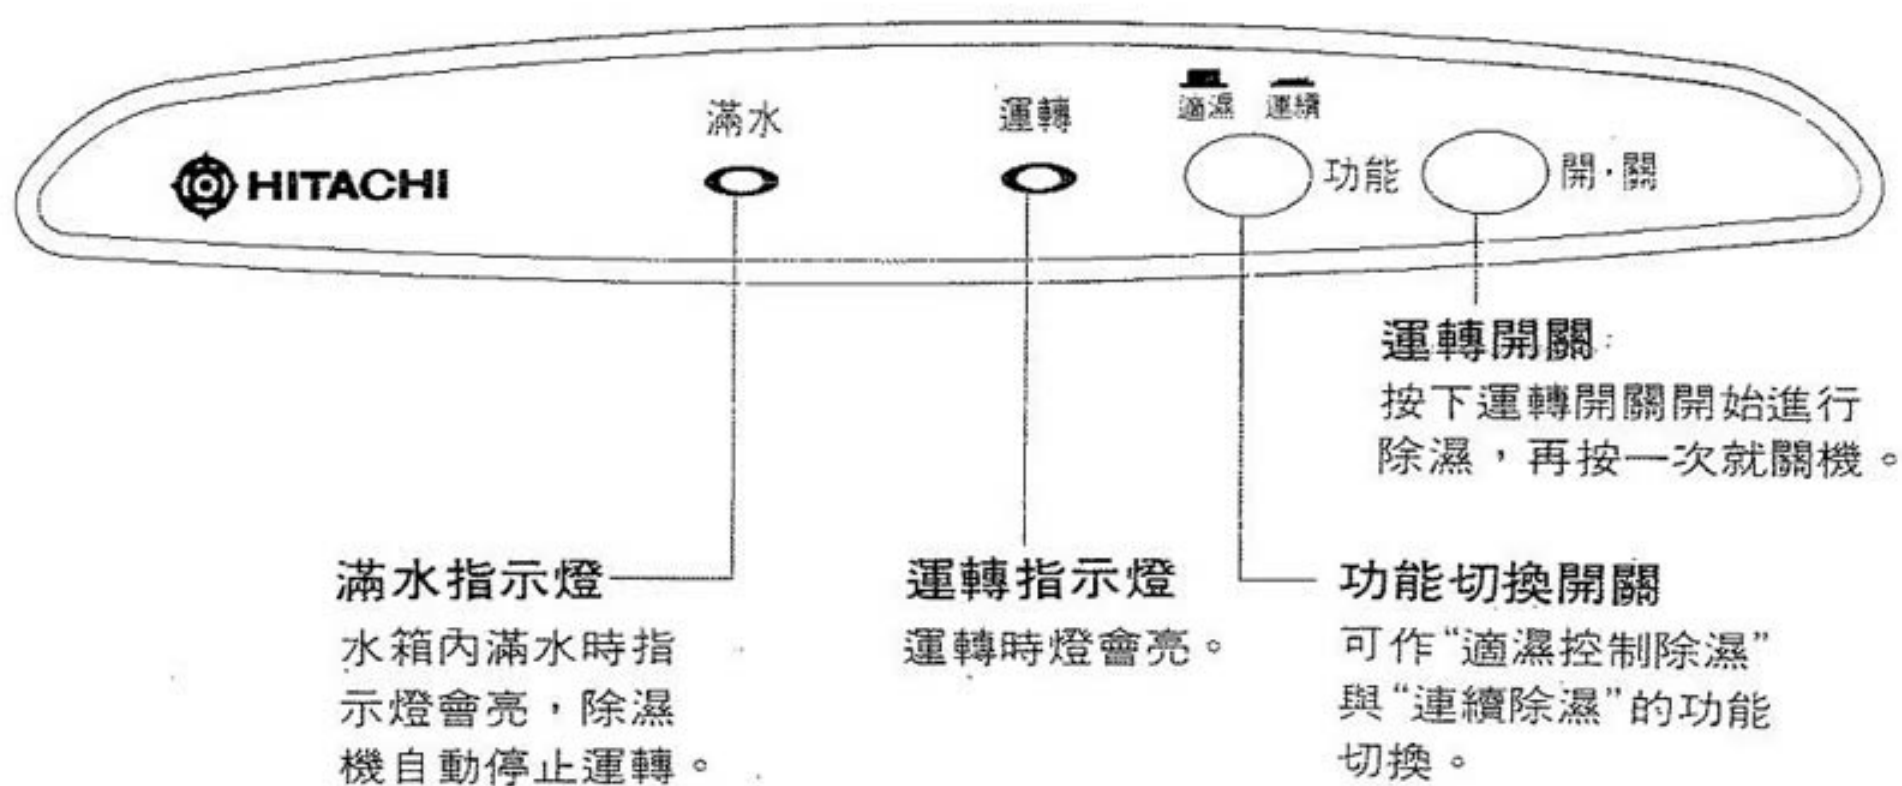 適濕 連續
滿水
運轉
HITACHI
功能
開·關
運轉開關
按下運轉開關開始進行
除濕，再按一次就關機。
滿水指示燈
水箱內滿水時指
示燈會亮，除濕
機自動停止運轉。
運轉指示燈
運轉時燈會亮。
功能切換開關
可作“適濕控制除濕”
與“連續除濕”的功能
切換。